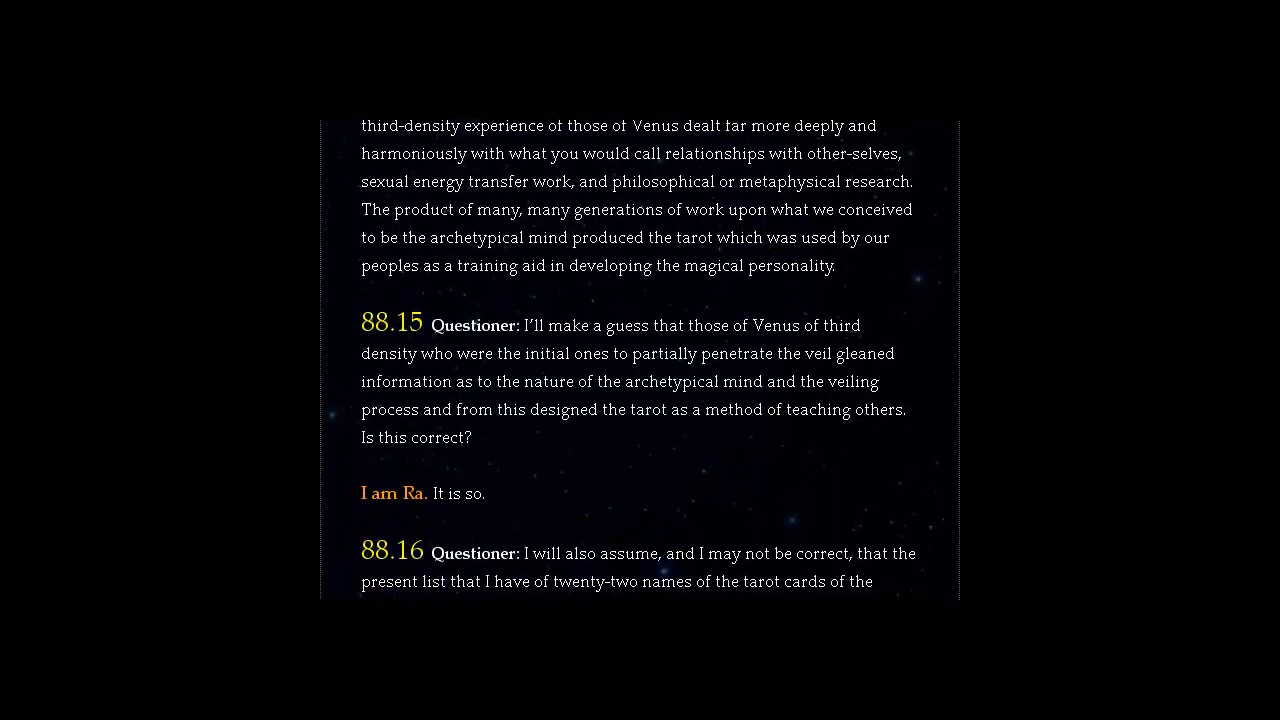 third-density experience of those of Venus dealt far more deeply and
harmoniously with what you would call relationships with other-selves,
sexual energy transfer work, and philosophical or metaphysical research.
The product of many, many generations of work upon what we conceived
to be the archetypical mind produced the tarot which was used by our
peoples as a training aid in developing the magical personality.
88.15 Questioner: I’ll make a guess that those of Venus of third
density who were the initial ones to partially penetrate the veil gleaned
information as to the nature of the archetypical mind and the veiling
process and from this designed the tarot as a method of teaching others.
Is this correct?
I am Ra. It is so.
88.16 Questioner: I will also assume, and I may not be correct, that the
present list that I have of twenty-two names of the tarot cards of the